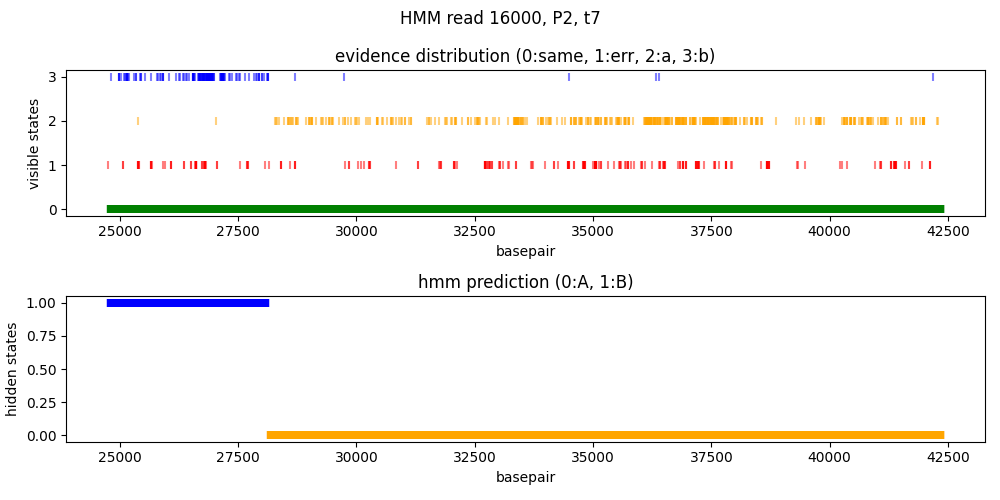 HMM read 16000, P2, t7
evidence distribution (0:same, 1:err, 2:a, 3:b)
visible states
3
2
1
0
25000 27500 30000 32500 35000 37500 40000 42500
basepair
hmm prediction (0:A, 1:B)
hidden states
1.00
0.75
0.50
0.25
0.00
25000 27500 30000 32500 35000 37500 40000 42500
basepair